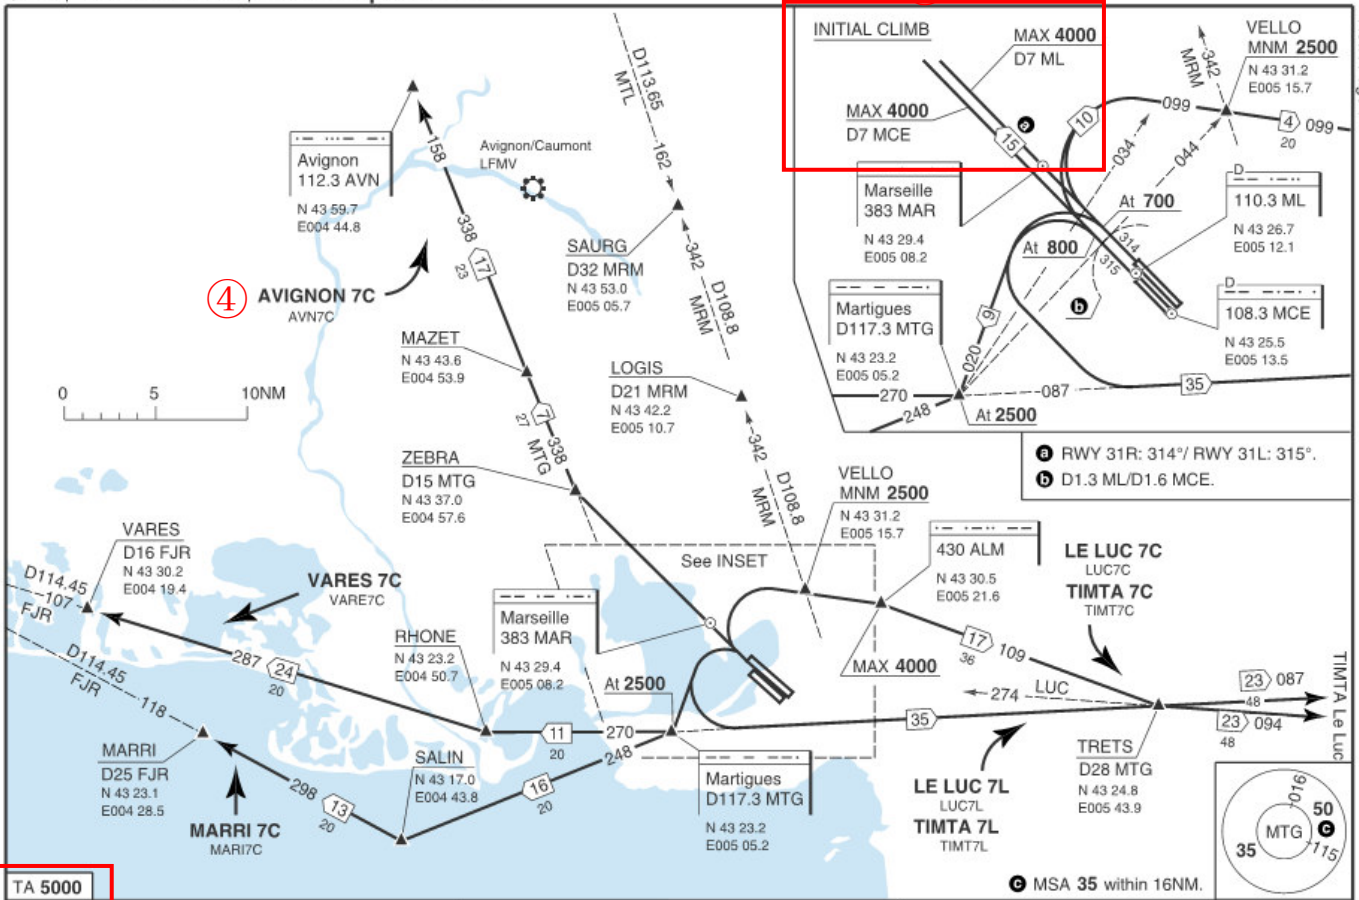 INITIAL CLIMB
MAX 4000
D7 ML
MAX 4000
D7 MCE
a
15
10
099
342
MRM
VELLO
MNM 2500
N 43 31.2
E005 15.7
4
099
20
034
044
Marseille
383 MAR
N 43 29.4
E005 08.2
At 700
At 800
314
315
b
D
110.3 ML
N 43 26.7
E005 12.1
D
108.3 MCE
N 43 25.5
E005 13.5
Martigues
D117.3 MTG
N 43 23.2
E005 05.2
9
020
270
248
At 2500
087
35
a RWY 31R: 314°/ RWY 31L: 315°.
b D1.3 ML/D1.6 MCE.
D113.65
MTL
162
Avignon
112.3 AVN
N 43 59.7
E004 44.8
158
Avignon/Caumont
LFMV
338
17
23
④ AVIGNON 7C
AVN7C
SAURG
D32 MRM
N 43 53.0
E005 05.7
342
D108.8
MRM
MAZET
N 43 43.6
E004 53.9
0 5 10NM
7
27
338
MTG
LOGIS
D21 MRM
N 43 42.2
E005 10.7
342
D108.8
MRM
ZEBRA
D15 MTG
N 43 37.0
E004 57.6
VELLO
MNM 2500
N 43 31.2
E005 15.7
See INSET
430 ALM
N 43 30.5
E005 21.6
MAX 4000
17
36
109
LE LUC 7C
LUC7C
TIMTA 7C
TIMT7C
VARES
D16 FJR
N 43 30.2
E004 19.4
D114.45
107
FJR
VARES 7C
VARE7C
287
24
20
D114.45
FJR
118
RHONE
N 43 23.2
E004 50.7
Marseille
383 MAR
N 43 29.4
E005 08.2
At 2500
11
20
270
248
16
20
35
274
LUC
23
087
48
23
094
48
TIMTA
Le Luc
TRETS
D28 MTG
N 43 24.8
E005 43.9
MARRI
D25 FJR
N 43 23.1
E004 28.5
298
13
20
MARRI 7C
MARI7C
SALIN
N 43 17.0
E004 43.8
Martigues
D117.3 MTG
N 43 23.2
E005 05.2
LE LUC 7L
LUC7L
TIMTA 7L
TIMT7L
016
50
c
MTG
35
115
c MSA 35 within 16NM.
TA 5000